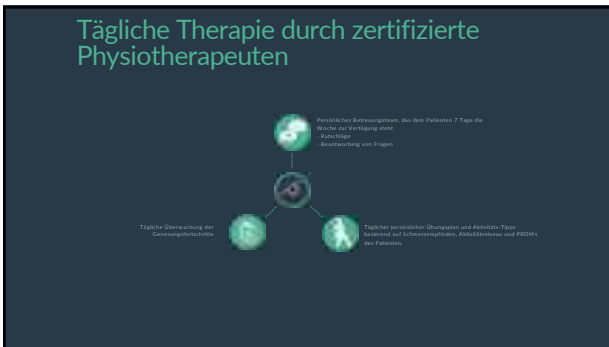 Tägliche Therapie durch zertifizierte
Physiotherapeuten
Persönliches Betreuungsteam, das dem Patienten 7 Tage die
Woche zur Verfügung steht
- Ratschläge
- Beantwortung von Fragen
Tägliche Überwachung der
Genesungsfortschritte
Täglicher persönlicher Übungsplan und Aktivitäts-Tipps
basierend auf Schmerzempfinden, Aktivitätsniveau und PROMs
des Patienten.